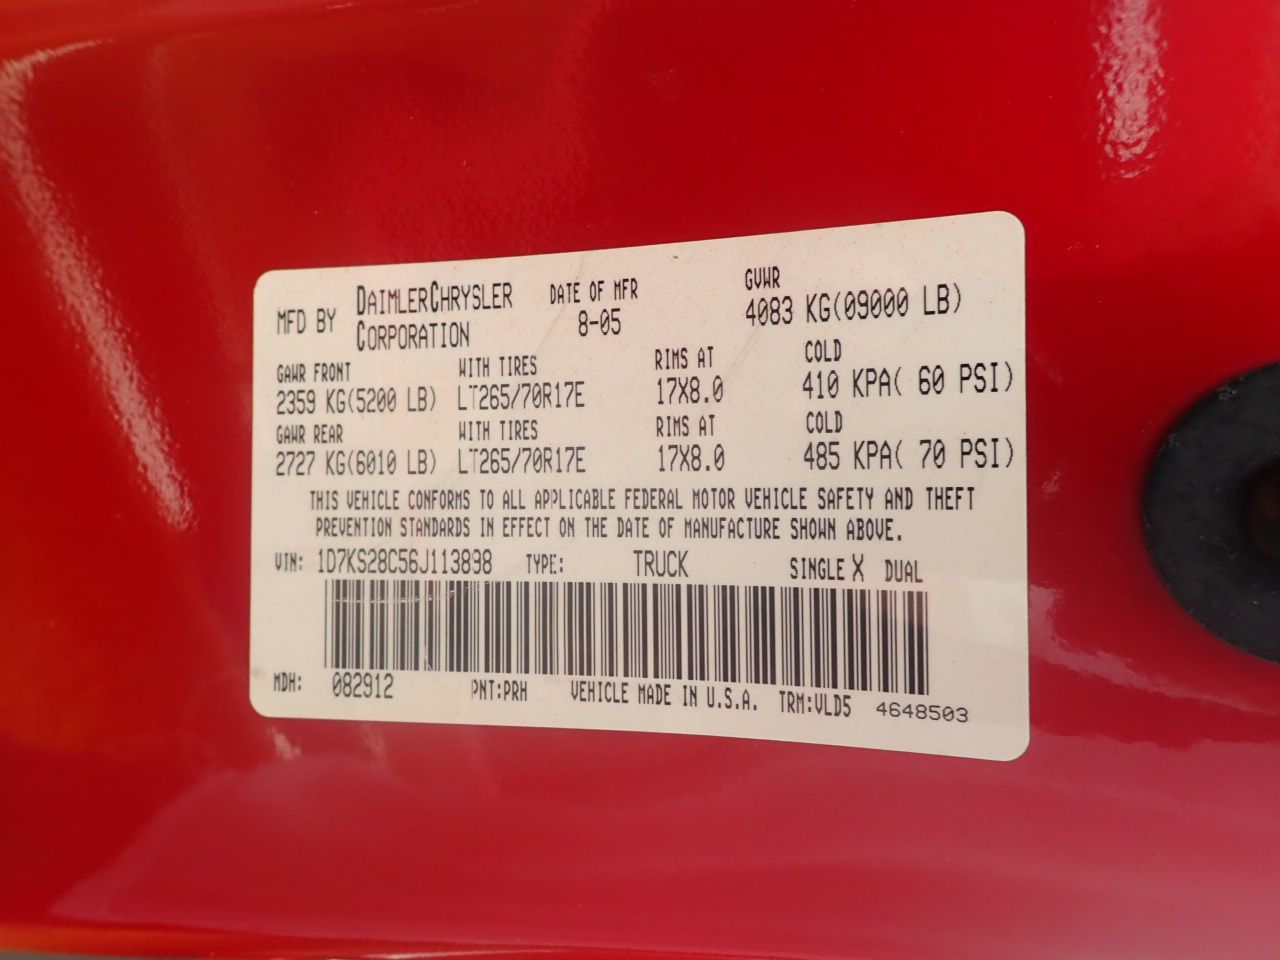 MFD BY DAIMLERCHRYSLER CORPORATION
DATE OF MFR 8-05
GVWR 4083 KG(09000 LB)
GAWR FRONT WITH TIRES RIMS AT COLD
2359 KG(5200 LB) LT265/70R17E 17X8.0 410 KPA( 60 PSI)
GAWR REAR WITH TIRES RIMS AT COLD
2727 KG(6010 LB) LT265/70R17E 17X8.0 485 KPA( 70 PSI)
THIS VEHICLE CONFORMS TO ALL APPLICABLE FEDERAL MOTOR VEHICLE SAFETY AND THEFT
PREVENTION STANDARDS IN EFFECT ON THE DATE OF MANUFACTURE SHOWN ABOVE.
VIN: 1D7KS28C56J113898 TYPE: TRUCK SINGLE X DUAL
MDH: 082912 PNT:PRH VEHICLE MADE IN U.S.A. TRM:VLD5 4648503